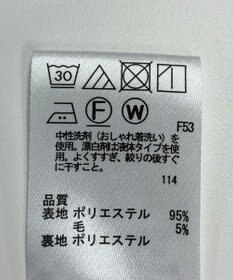 30
F W
F53
中性洗剤(おしゃれ着洗い)を
使用。漂白剤は液体タイプを使
用。よくすすぎ、絞りの後すぐ
に干すこと。
114
品質
表地 ポリエステル 95%
毛 5%
裏地 ポリエステル